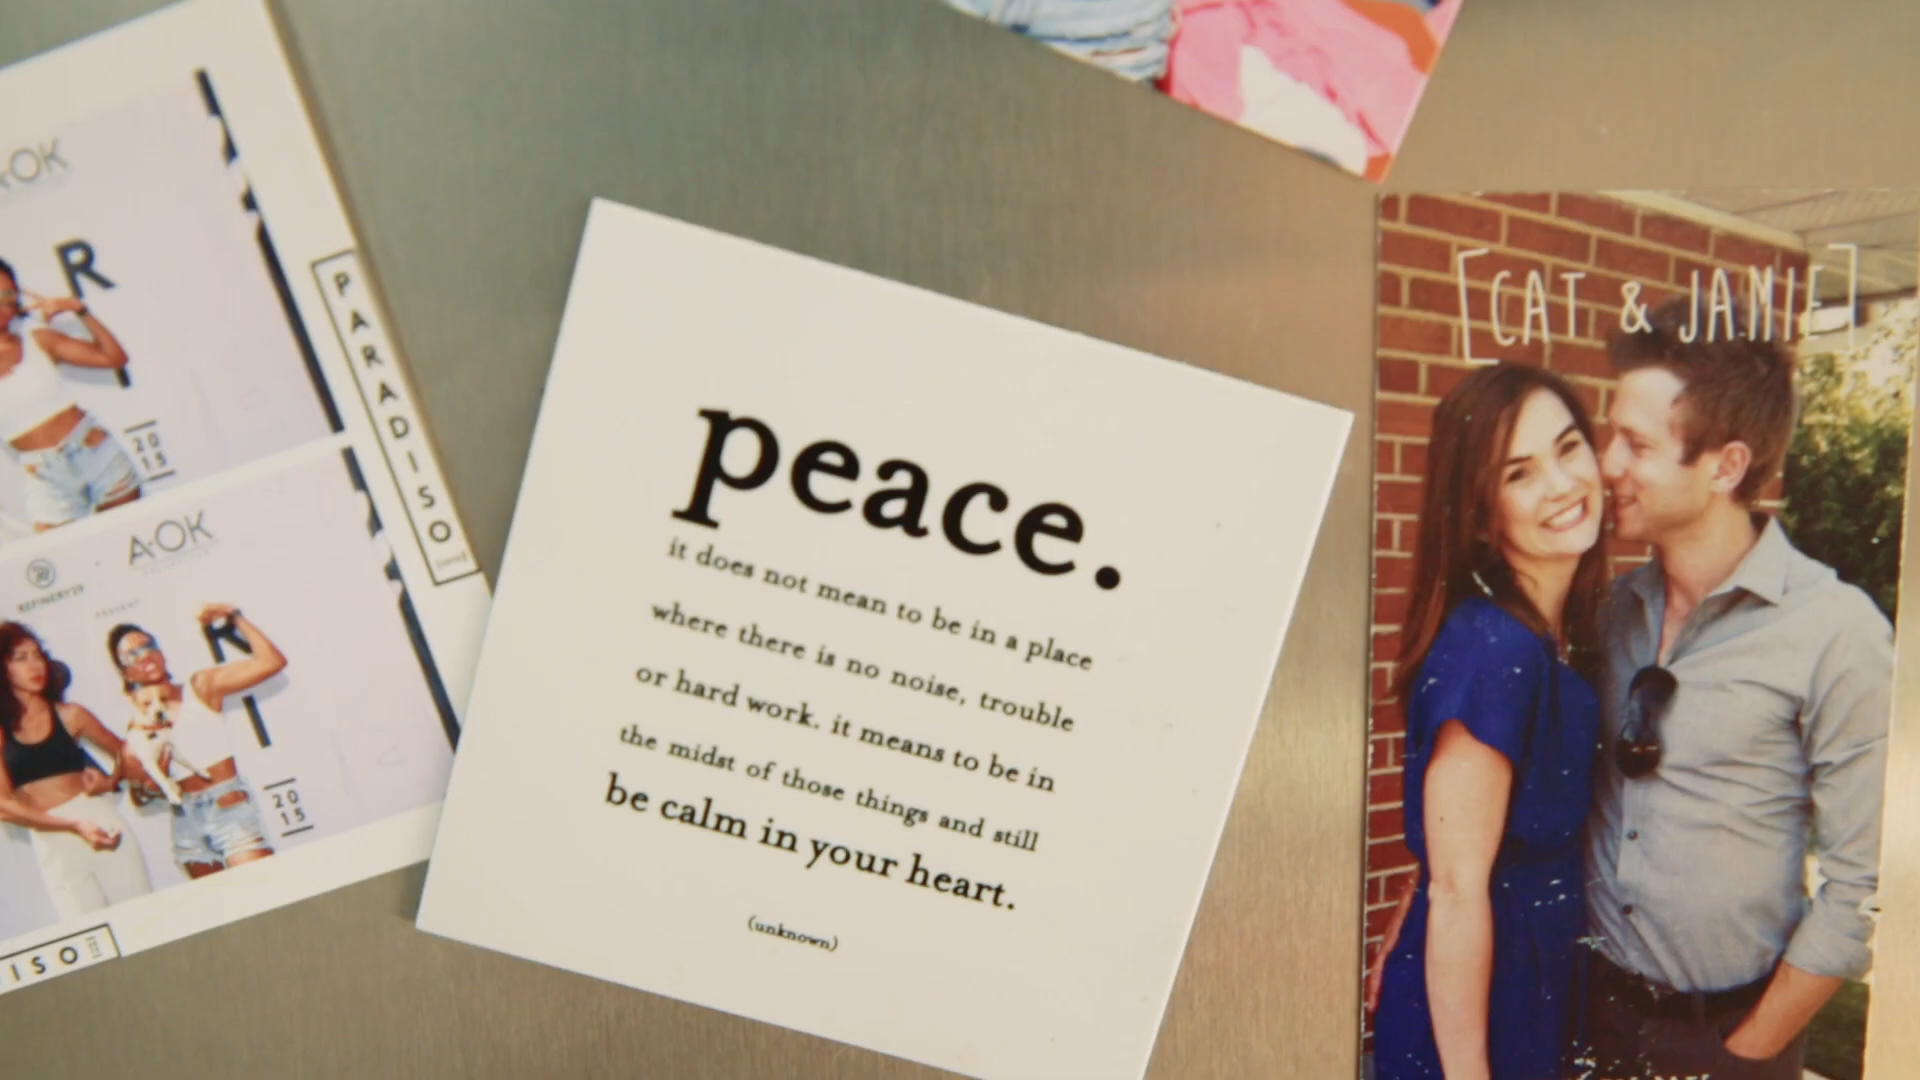 A·OK
R
I
20
15
PARADISO
REFINERY29
A·OK
PRESENT
R
I
20
15
ISO
peace.
it does not mean to be in a place
where there is no noise, trouble
or hard work. it means to be in
the midst of those things and still
be calm in your heart.
(unknown)
[CAT & JAMIE]